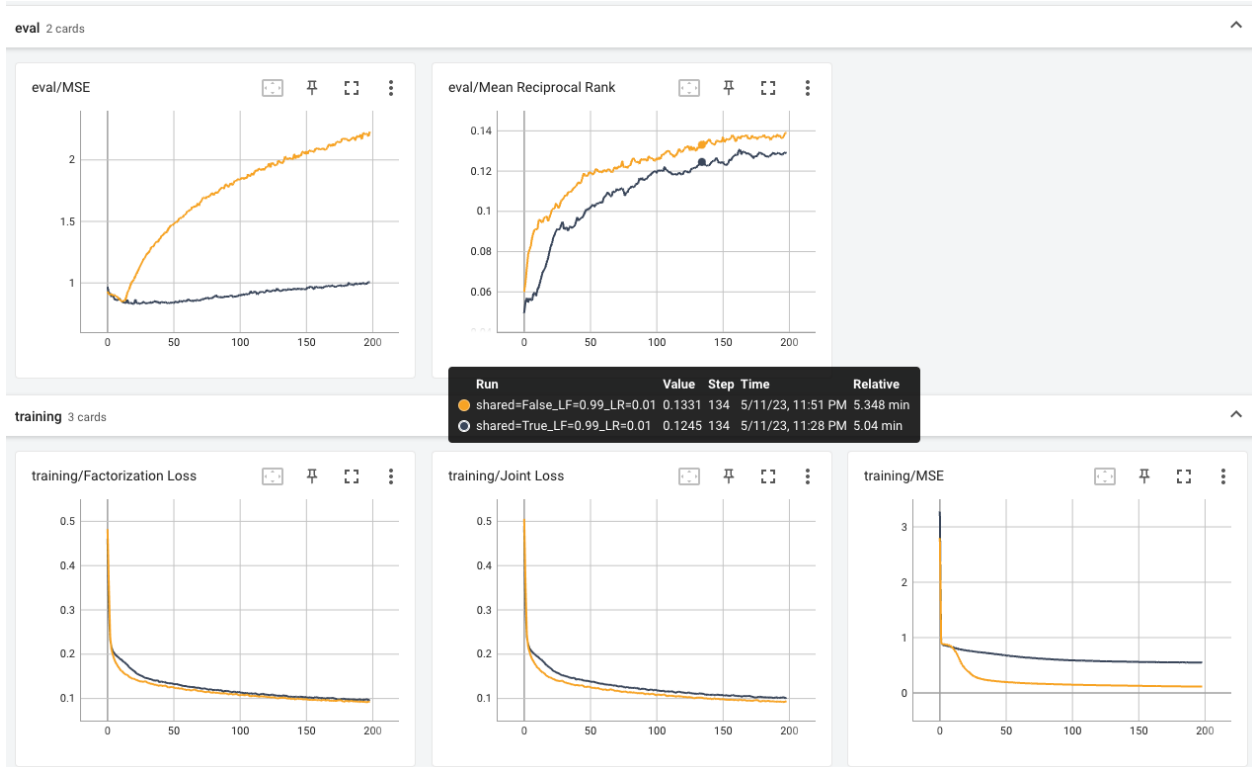 eval 2 cards
eval/MSE
eval/Mean Reciprocal Rank
2
1.5
1
0 50 100 150 200
0.14
0.12
0.1
0.08
0.06
0 50 100 150 200
Run Value Step Time Relative
shared=False_LF=0.99_LR=0.01 0.1331 134 5/11/23, 11:51 PM 5.348 min
shared=True_LF=0.99_LR=0.01 0.1245 134 5/11/23, 11:28 PM 5.04 min
training 3 cards
training/Factorization Loss
0.5
0.4
0.3
0.2
0.1
0 50 100 150 200
training/Joint Loss
0.5
0.4
0.3
0.2
0.1
0 50 100 150 200
training/MSE
3
2
1
0
0 50 100 150 200